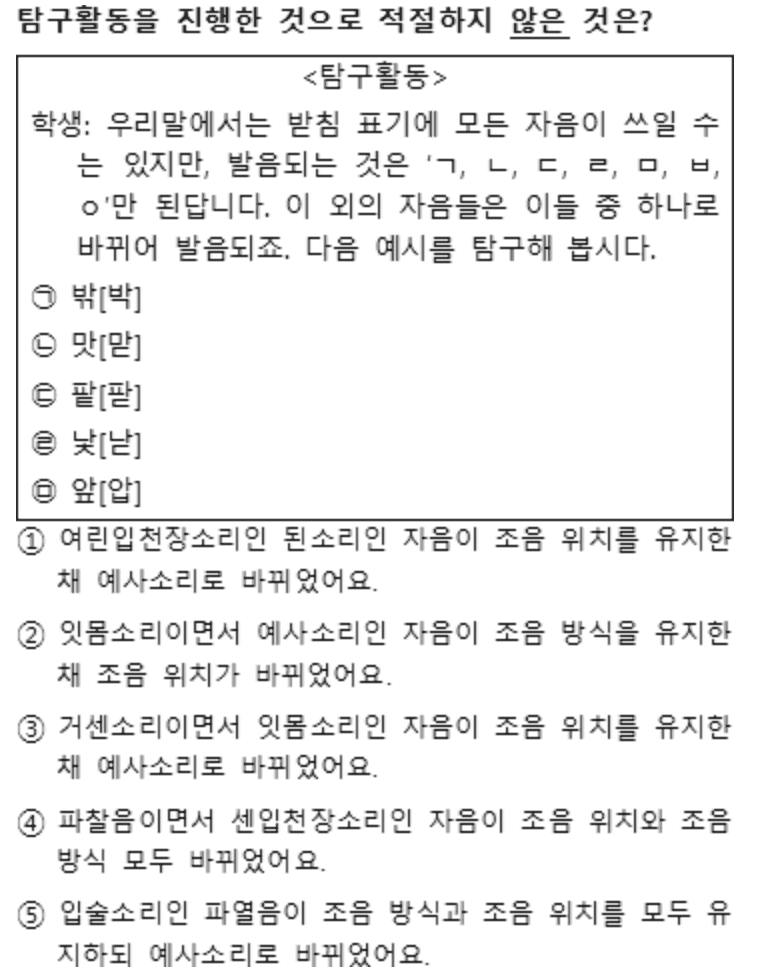 탐구활동을 진행한 것으로 적절하지 않은 것은?
<탐구활동>
학생: 우리말에서는 받침 표기에 모든 자음이 쓰일 수
는 있지만, 발음되는 것은 ‘ㄱ, ㄴ, ㄷ, ㄹ, ㅁ, ㅂ,
ㅇ’만 된답니다. 이 외의 자음들은 이들 중 하나로
바뀌어 발음되죠. 다음 예시를 탐구해 봅시다.
㉠ 밖[박]
㉡ 맛[맏]
㉢ 팥[팓]
㉣ 낯[낟]
㉤ 앞[압]
① 여린입천장소리인 된소리인 자음이 조음 위치를 유지한
채 예사소리로 바뀌었어요.
② 잇몸소리이면서 예사소리인 자음이 조음 방식을 유지한
채 조음 위치가 바뀌었어요.
③ 거센소리이면서 잇몸소리인 자음이 조음 위치를 유지한
채 예사소리로 바뀌었어요.
④ 파찰음이면서 센입천장소리인 자음이 조음 위치와 조음
방식 모두 바뀌었어요.
⑤ 입술소리인 파열음이 조음 방식과 조음 위치를 모두 유
지하되 예사소리로 바뀌었어요.